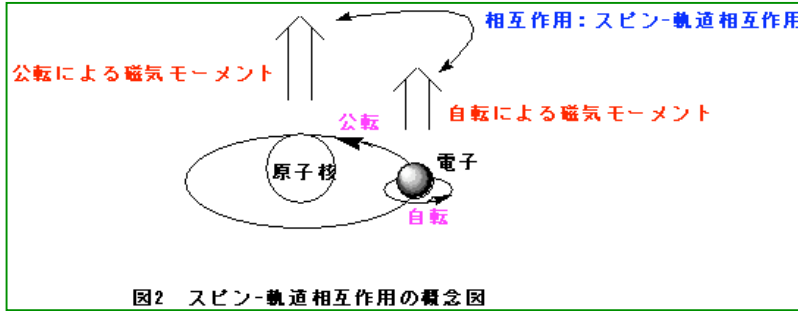 相互作用：スピン-軌道相互作用
公転による磁気モーメント
自転による磁気モーメント
公転
原子核
電子
自転
図2 スピン-軌道相互作用の概念図